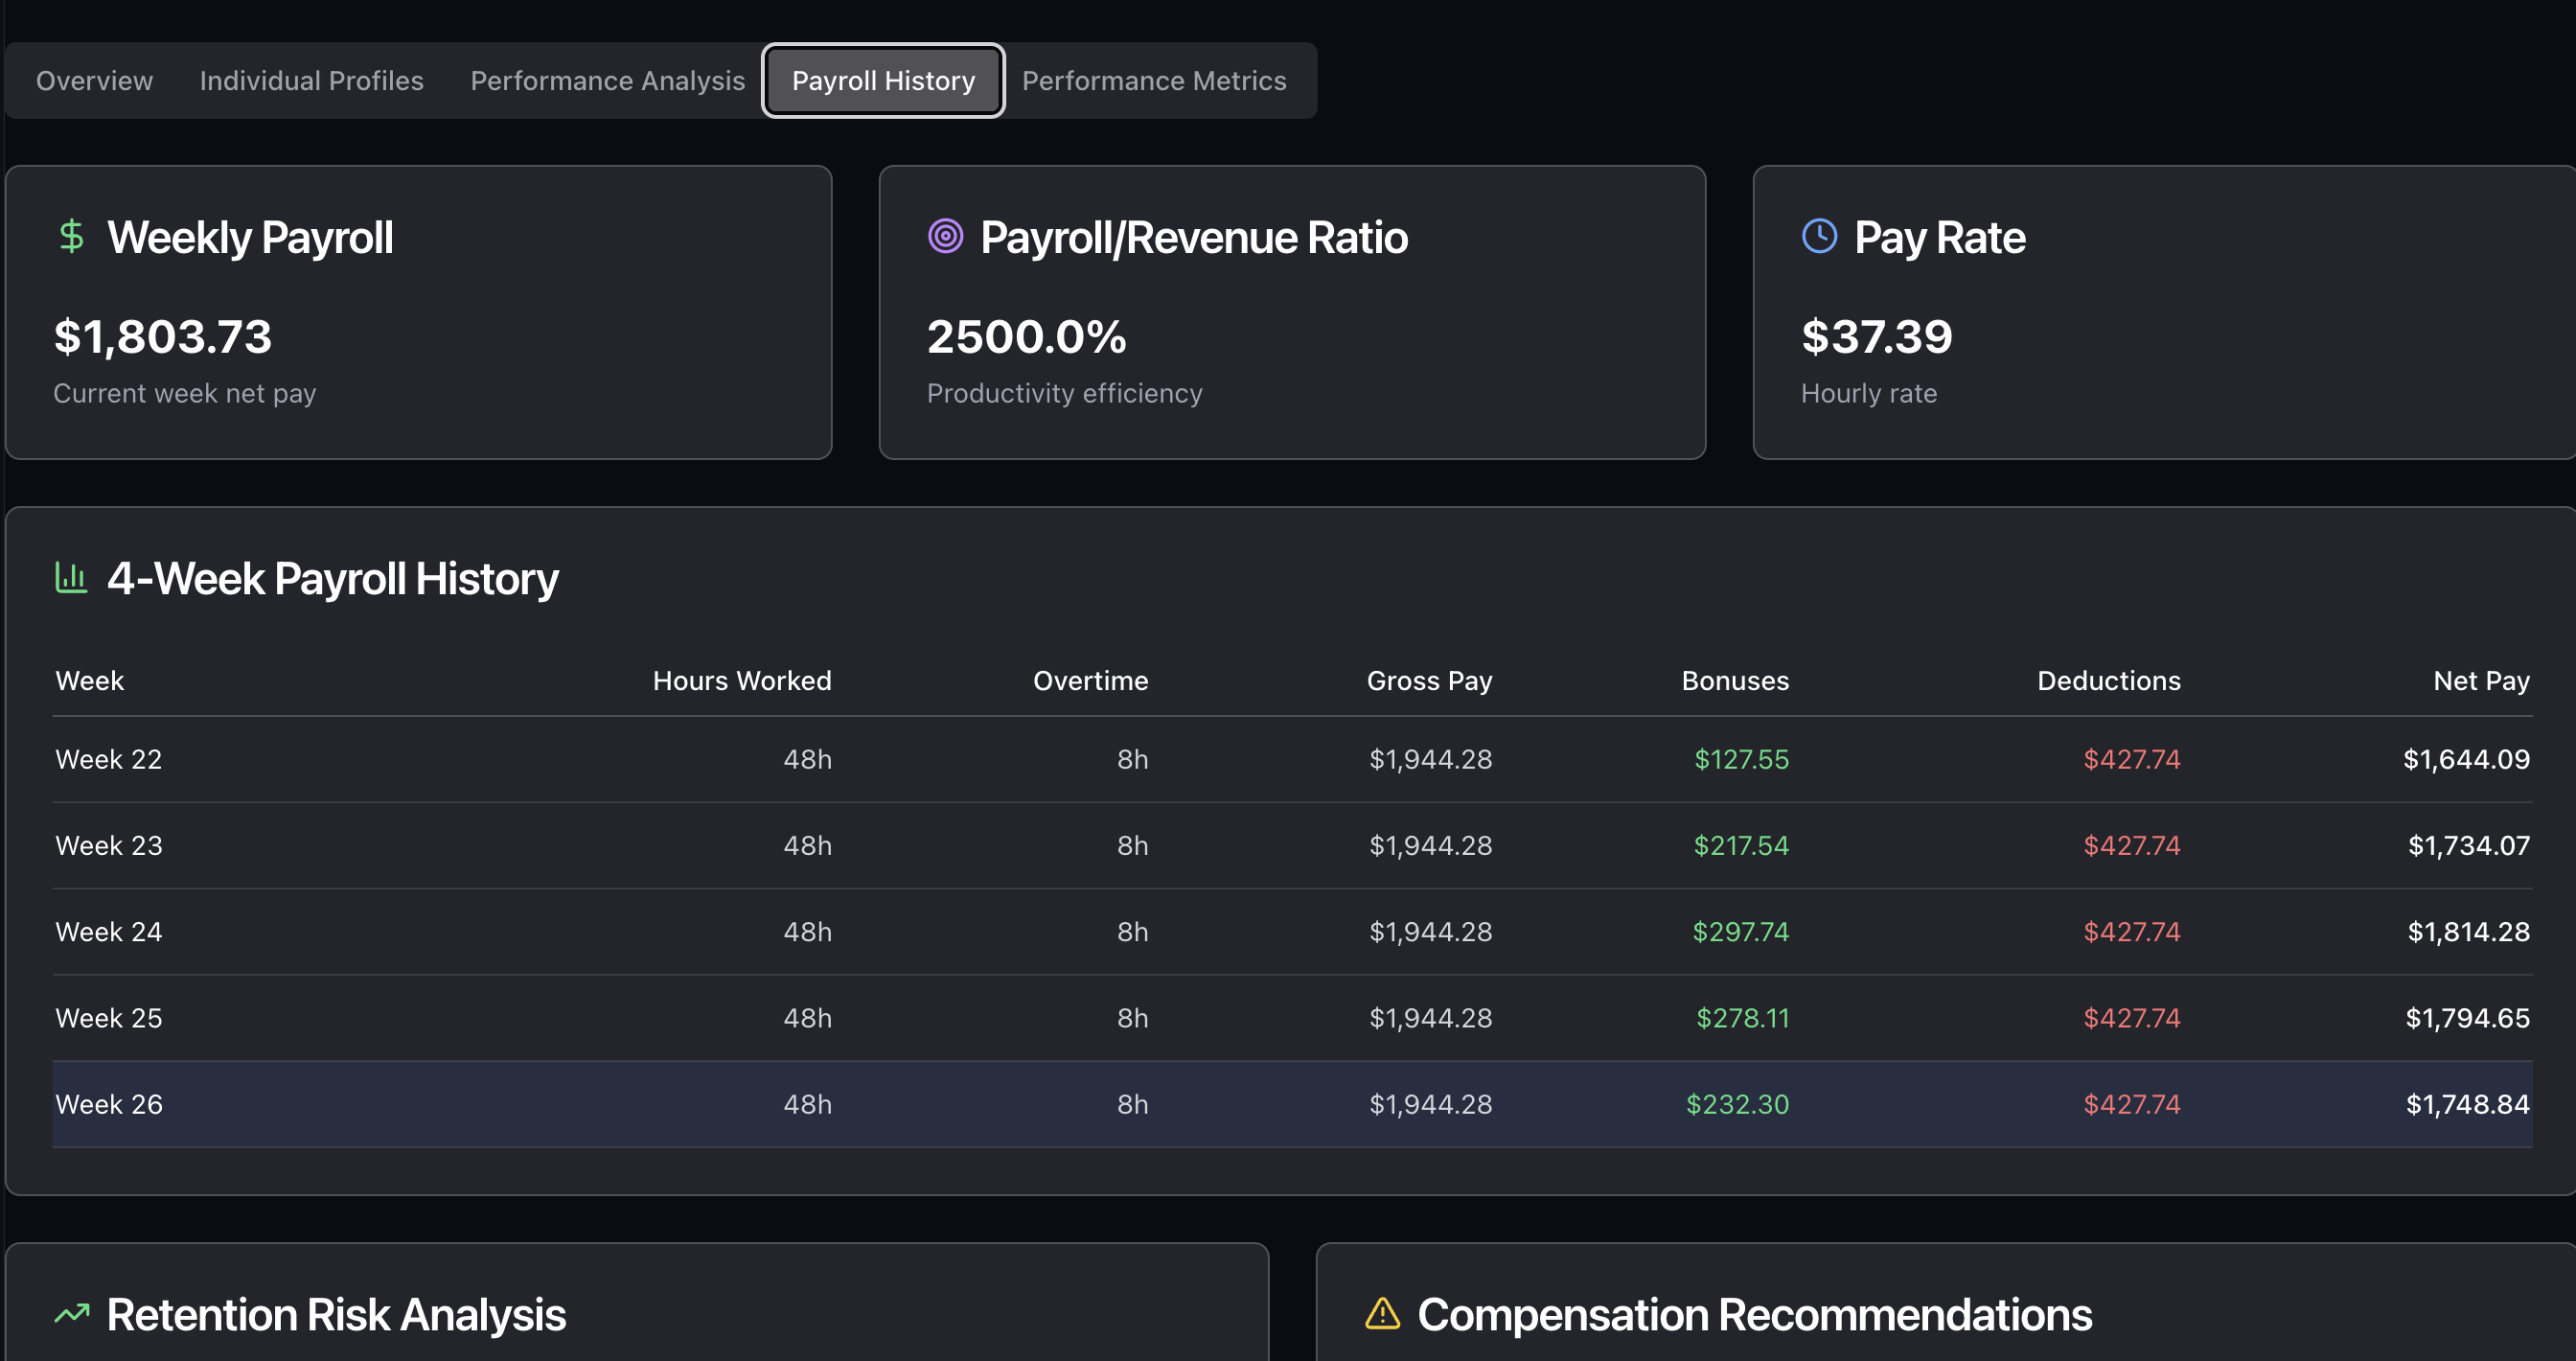 Overview Individual Profiles Performance Analysis Payroll History Performance Metrics
Weekly Payroll
$1,803.73
Current week net pay
Payroll/Revenue Ratio
2500.0%
Productivity efficiency
Pay Rate
$37.39
Hourly rate
4-Week Payroll History
Week Hours Worked Overtime Gross Pay Bonuses Deductions Net Pay
Week 22 48h 8h $1,944.28 $127.55 $427.74 $1,644.09
Week 23 48h 8h $1,944.28 $217.54 $427.74 $1,734.07
Week 24 48h 8h $1,944.28 $297.74 $427.74 $1,814.28
Week 25 48h 8h $1,944.28 $278.11 $427.74 $1,794.65
Week 26 48h 8h $1,944.28 $232.30 $427.74 $1,748.84
Retention Risk Analysis
Compensation Recommendations